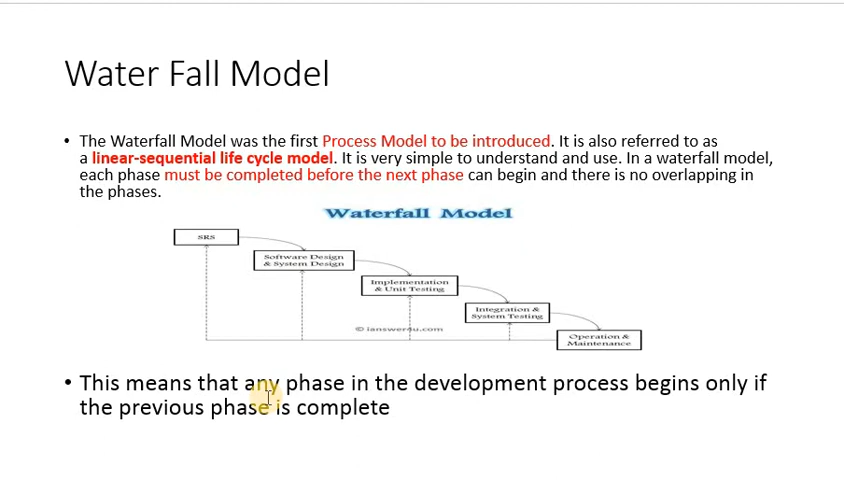 Water Fall Model
• The Waterfall Model was the first Process Model to be introduced. It is also referred to as
a linear-sequential life cycle model. It is very simple to understand and use. In a waterfall model,
each phase must be completed before the next phase can begin and there is no overlapping in
the phases.
Waterfall Model
SRS
Software Design
& System Design
Implementation
& Unit Testing
Integration &
System Testing
© ianswer4u.com
Operation &
Maintenance
• This means that any phase in the development process begins only if
the previous phase is complete